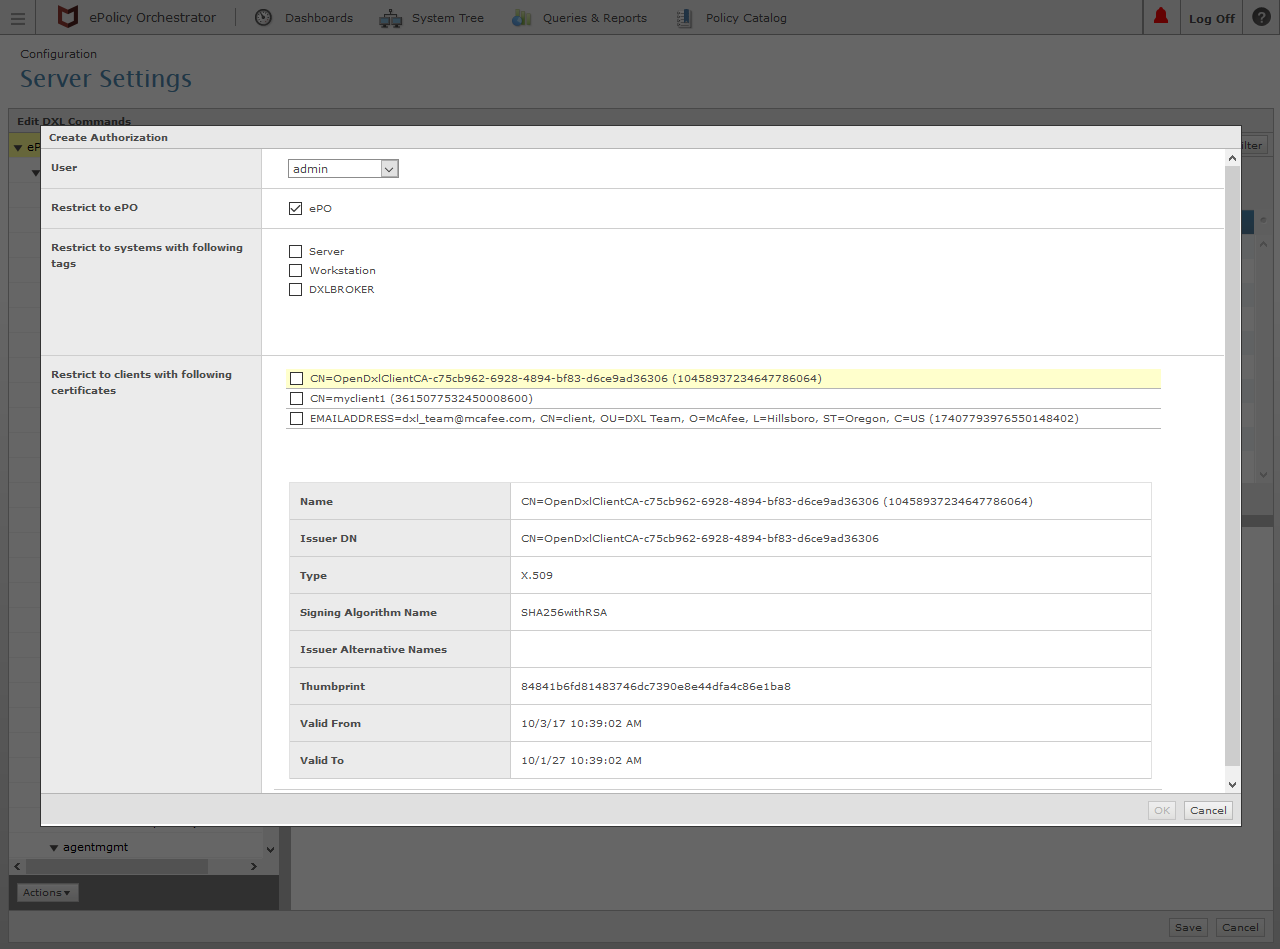 ePolicy Orchestrator
Dashboards
System Tree
Queries & Reports
Policy Catalog
Log Off
?
Configuration
Server Settings
Edit DXL Commands
Create Authorization
User
admin
Restrict to ePO
ePO
Restrict to systems with following
tags
Server
Workstation
DXLBROKER
Restrict to clients with following
certificates
CN=OpenDxlClientCA-c75cb962-6928-4894-bf83-d6ce9ad36306 (10458937234647786064)
CN=myclient1 (3615077532450008600)
EMAILADDRESS=dxl_team@mcafee.com, CN=client, OU=DXL Team, O=McAfee, L=Hillsboro, ST=Oregon, C=US (17407793976550148402)
Name CN=OpenDxlClientCA-c75cb962-6928-4894-bf83-d6ce9ad36306 (10458937234647786064)
Issuer DN CN=OpenDxlClientCA-c75cb962-6928-4894-bf83-d6ce9ad36306
Type X.509
Signing Algorithm Name SHA256withRSA
Issuer Alternative Names
Thumbprint 84841b6fd81483746dc7390e8e44dfa4c86e1ba8
Valid From 10/3/17 10:39:02 AM
Valid To 10/1/27 10:39:02 AM
OK Cancel
agentmgmt
Actions
Save Cancel